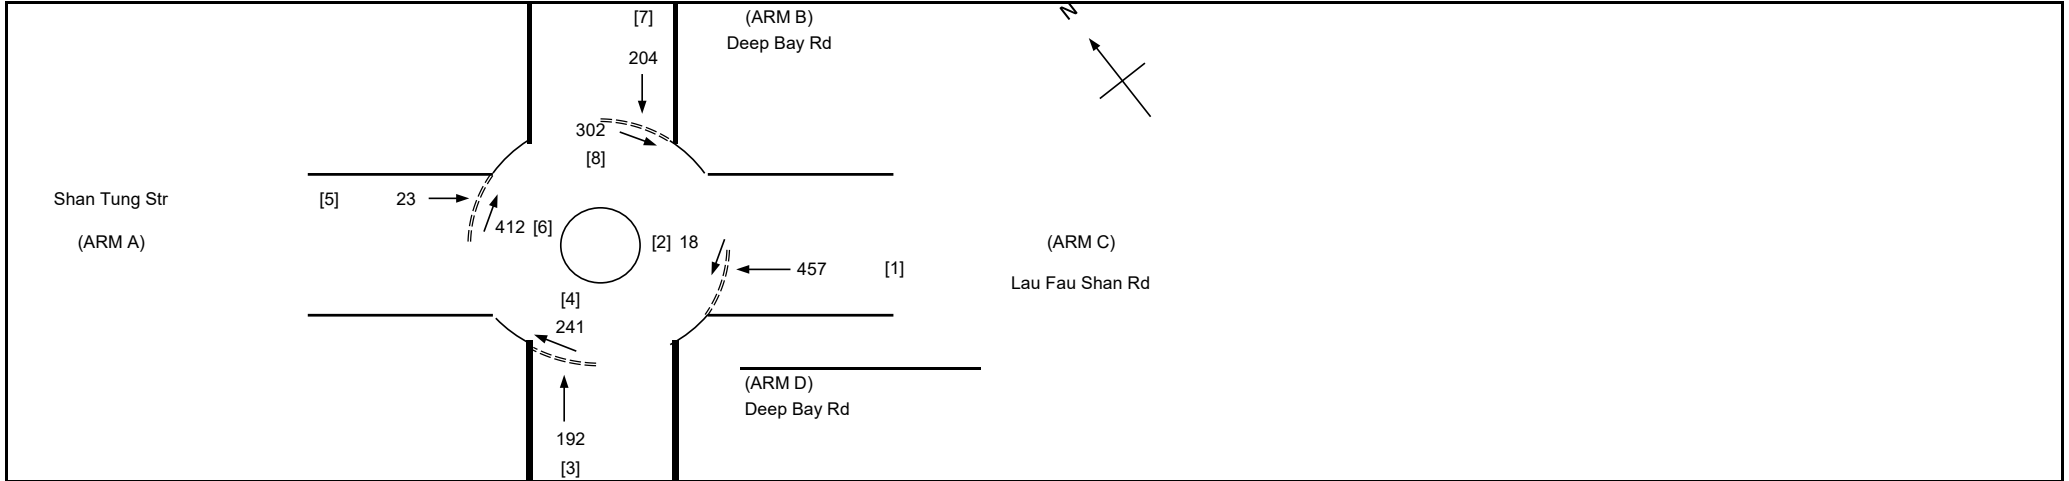 [7]
(ARM B)
Deep Bay Rd
N
204
302
[8]
Shan Tung Str
[5]
23
412 [6]
(ARM A)
[2] 18
(ARM C)
457
[1]
Lau Fau Shan Rd
[4]
241
(ARM D)
Deep Bay Rd
192
[3]